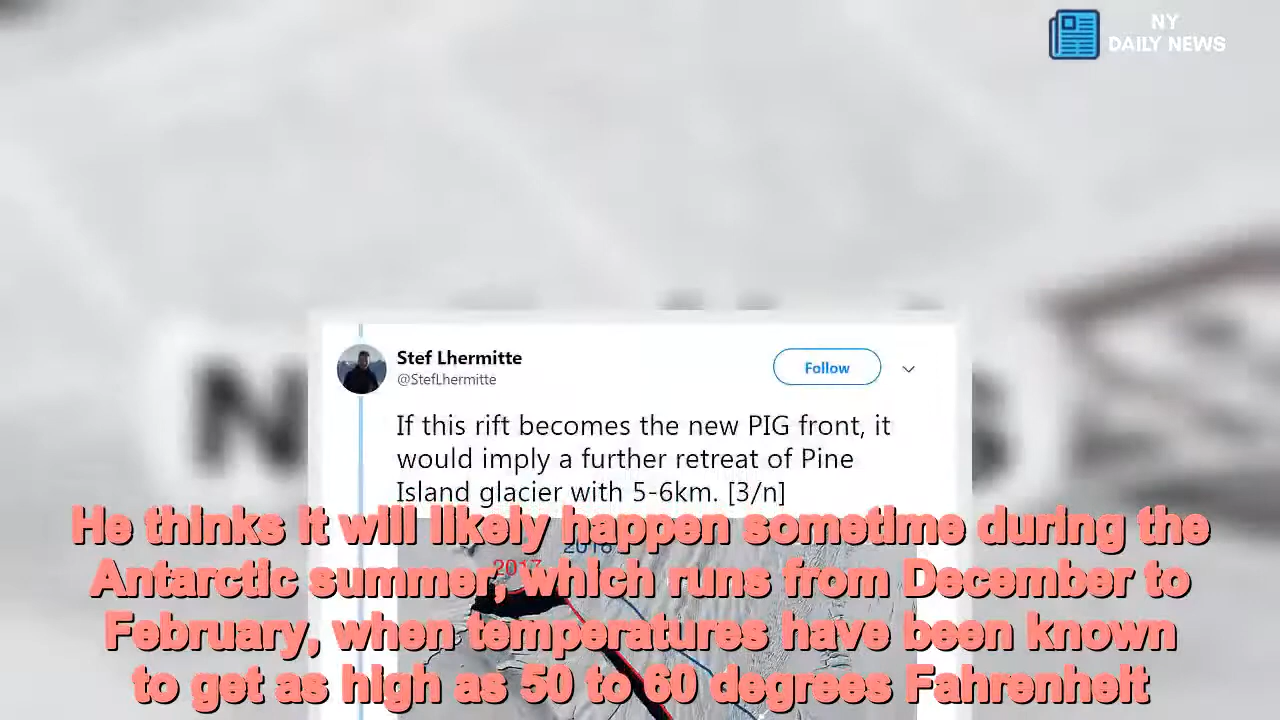 NY
DAILY NEWS
Stef Lhermitte
@StefLhermitte
Follow
If this rift becomes the new PIG front, it
would imply a further retreat of Pine
Island glacier with 5-6km. [3/n]
2016
2017
He thinks it will likely happen sometime during the
Antarctic summer, which runs from December to
February, when temperatures have been known
to get as high as 50 to 60 degrees Fahrenheit